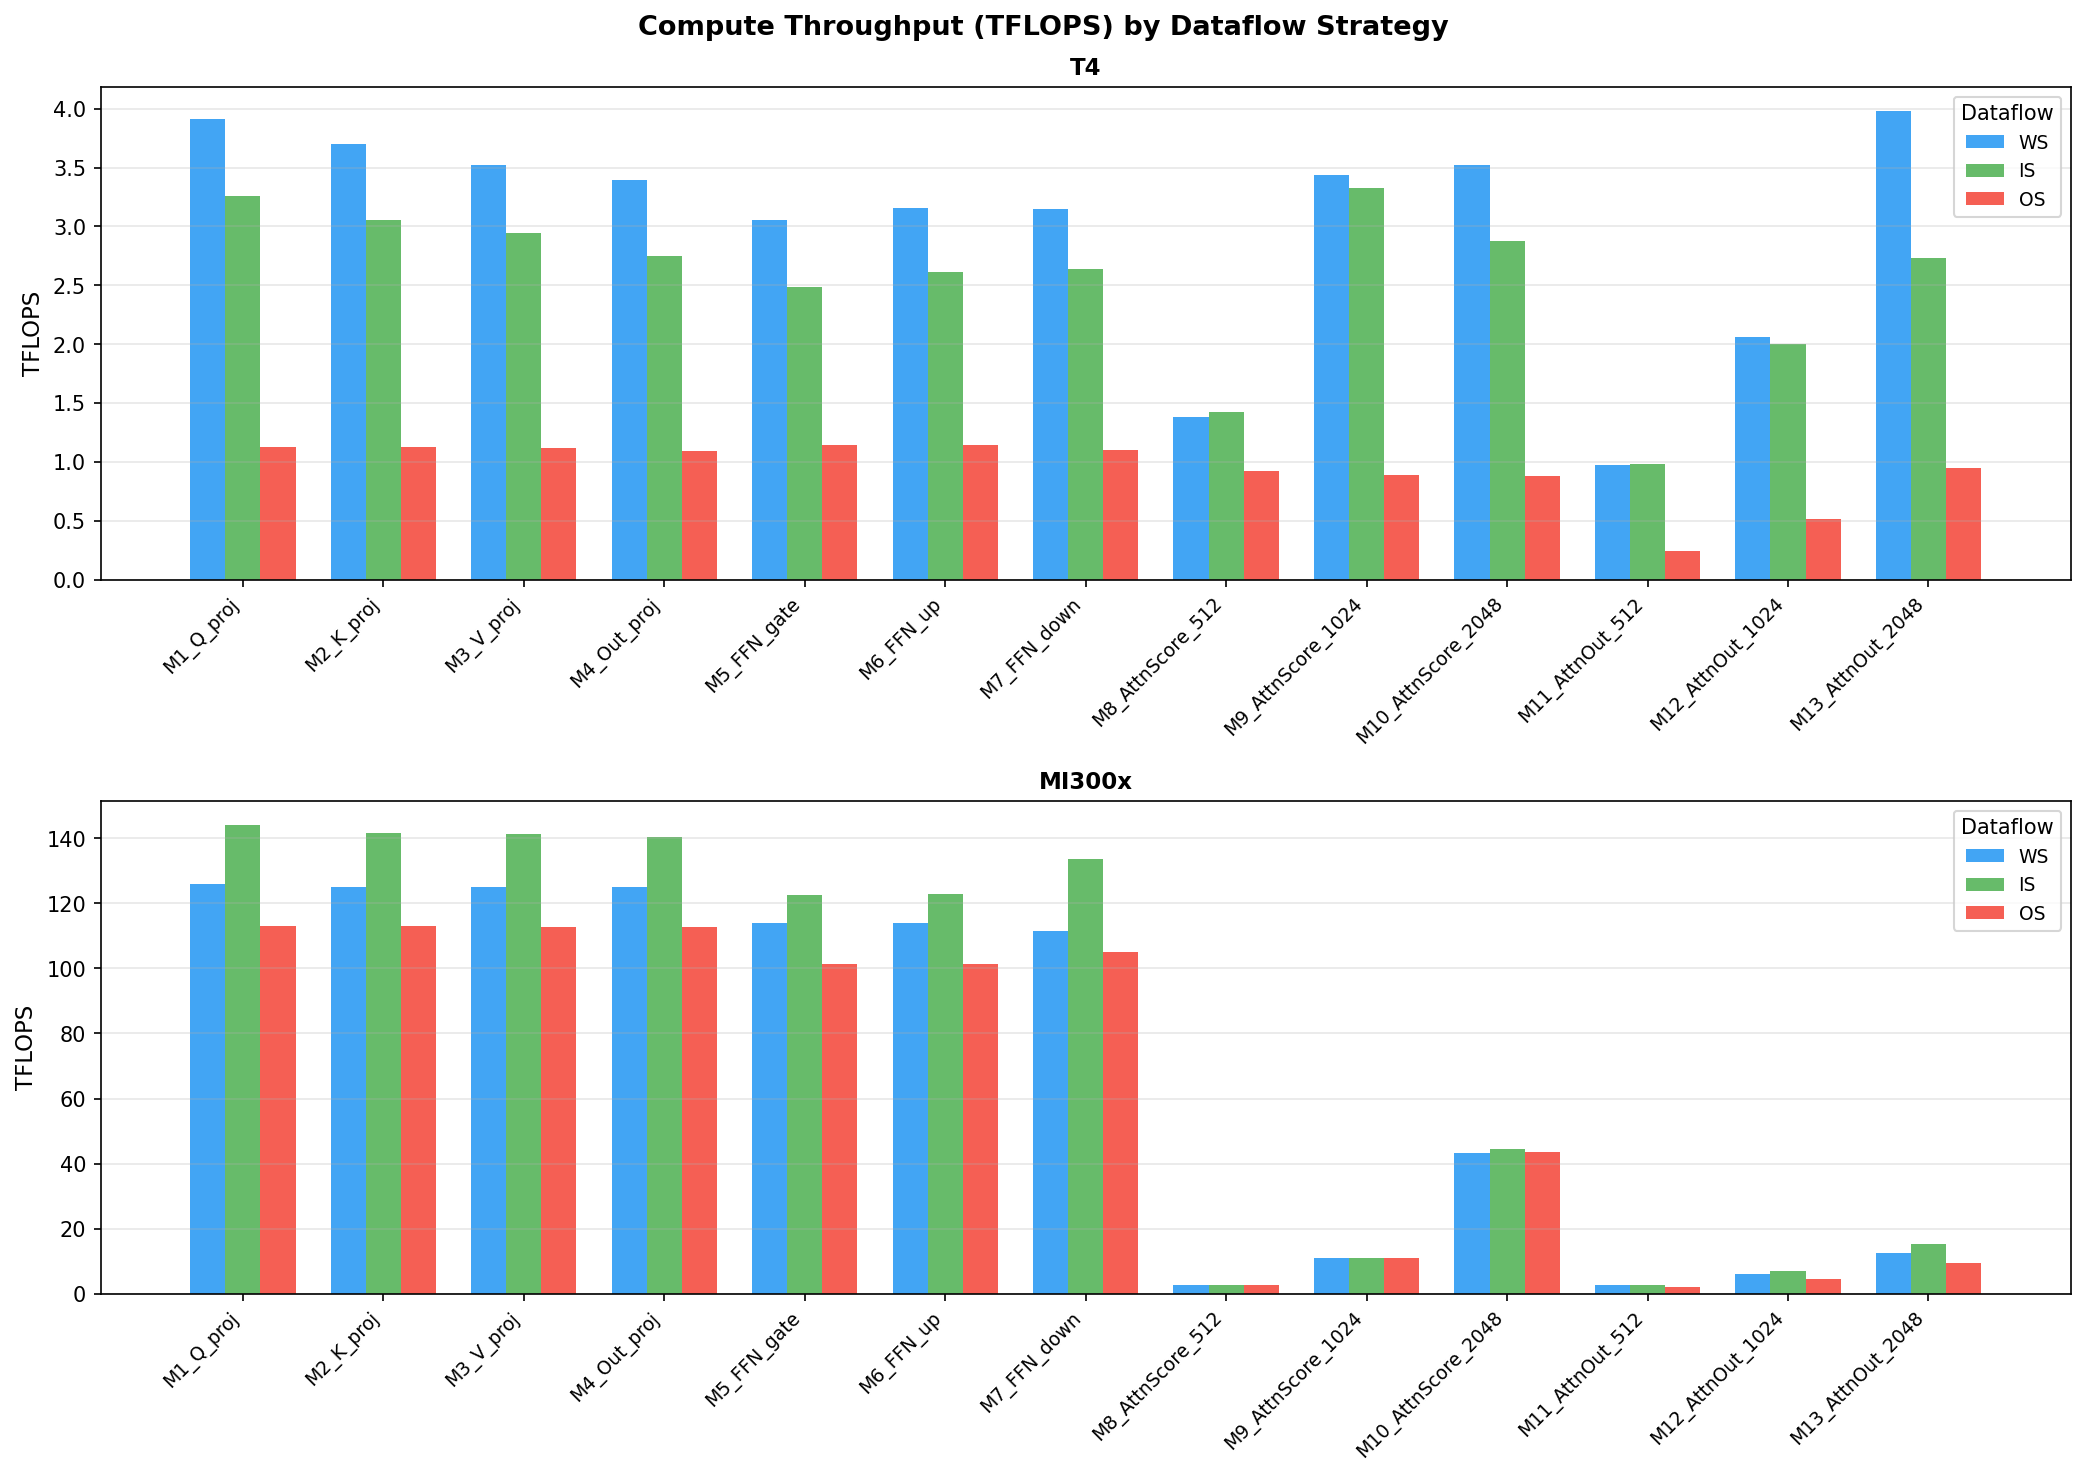 Compute Throughput (TFLOPS) by Dataflow Strategy
T4
TFLOPS
4.0
3.5
3.0
2.5
2.0
1.5
1.0
0.5
0.0
Dataflow
WS
IS
OS
M1_Q_proj
M2_K_proj
M3_V_proj
M4_Out_proj
M5_FFN_gate
M6_FFN_up
M7_FFN_down
M8_AttnScore_512
M9_AttnScore_1024
M10_AttnScore_2048
M11_AttnOut_512
M12_AttnOut_1024
M13_AttnOut_2048
MI300x
TFLOPS
140
120
100
80
60
40
20
0
Dataflow
WS
IS
OS
M1_Q_proj
M2_K_proj
M3_V_proj
M4_Out_proj
M5_FFN_gate
M6_FFN_up
M7_FFN_down
M8_AttnScore_512
M9_AttnScore_1024
M10_AttnScore_2048
M11_AttnOut_512
M12_AttnOut_1024
M13_AttnOut_2048